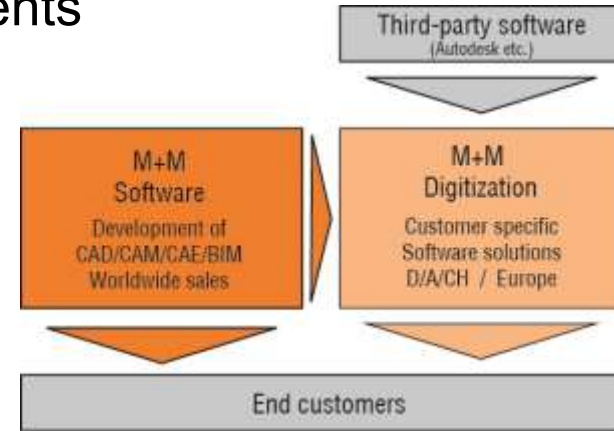 ents
Third-party software
(Autodesk etc.)
M+M
Software
Development of
CAD/CAM/CAE/BIM
Worldwide sales
M+M
Digitization
Customer specific
Software solutions
D/A/CH / Europe
End customers